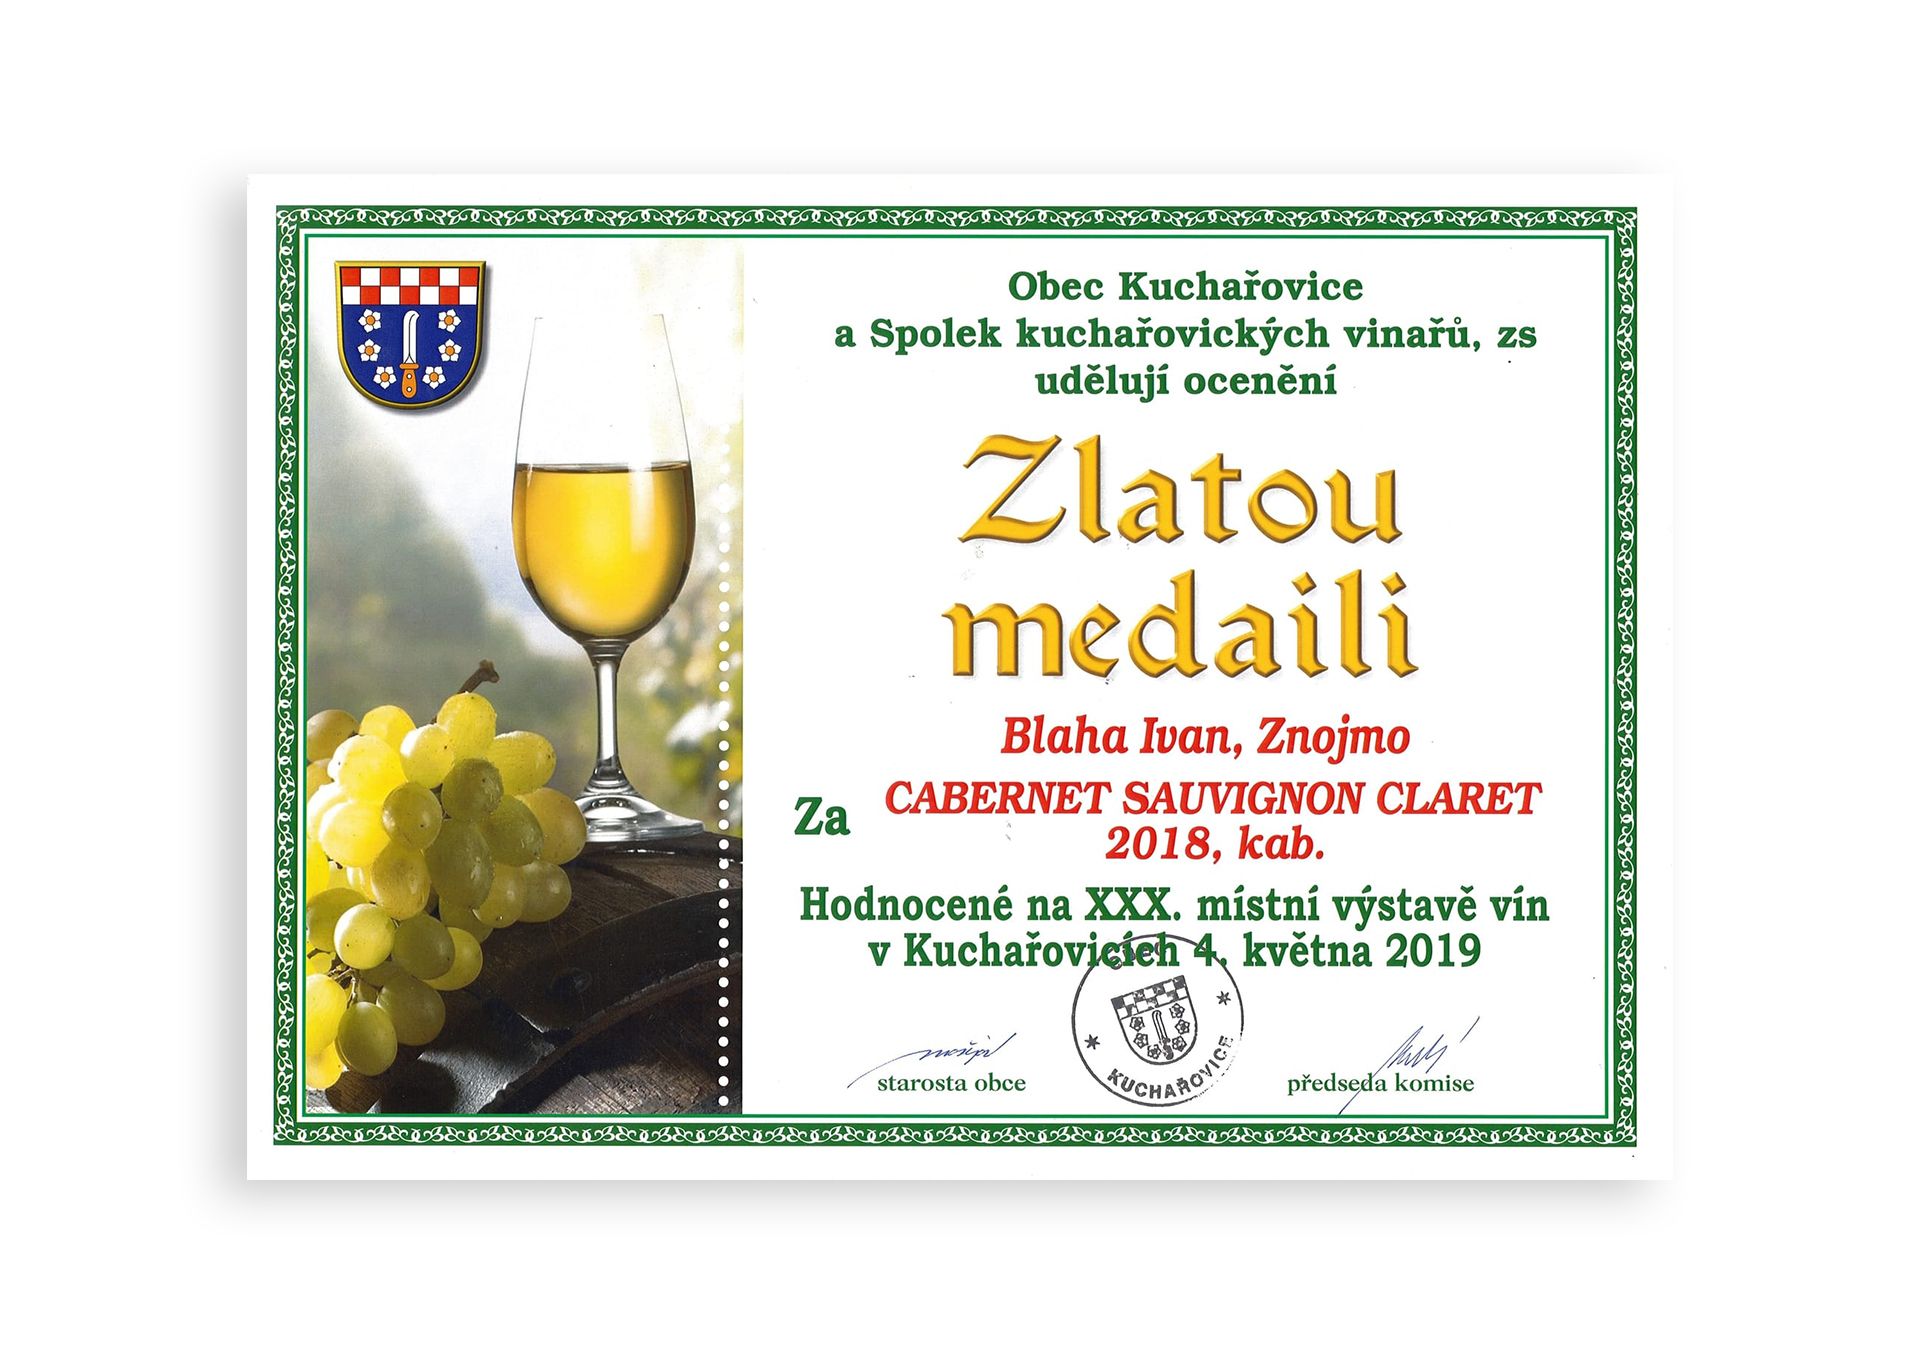 Obec Kuchařovice
a Spolek kuchařovických vinařů, zs
udělují ocenění
Zlatou
medaili
Blaha Ivan, Znojmo
Za CABERNET SAUVIGNON CLARET
2018, kab.
Hodnocené na XXX. místní výstavě vín
v Kuchařovicích 4. května 2019
KUCHAŘOVICE
starosta obce
předseda komise